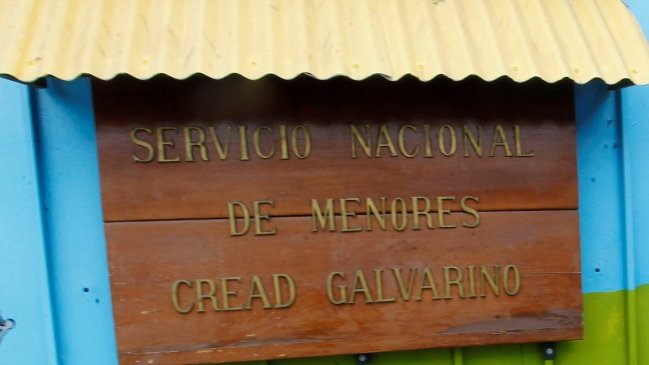 SERVICIO NACIONAL
DE MENORES
CREAD GALVARINO